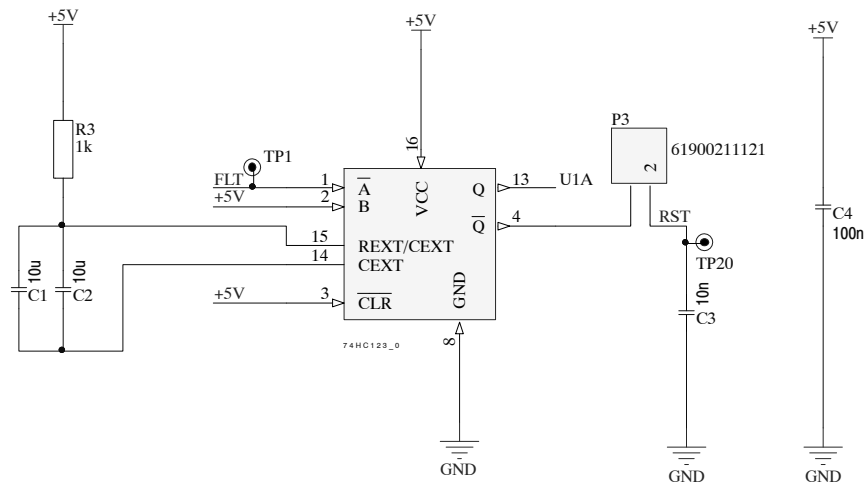 +5V
R3
1k
10u
C1
10u
C2
FLT
TP1
1
+5V
2
15
14
+5V
3
A
B
REXT/CEXT
CEXT
CLR
+5V
16
VCC
Q
Q
GND
8
74HC123_0
GND
13
U1A
4
P3
2
61900211121
RST
TP20
10n
C3
GND
+5V
C4
100n
GND